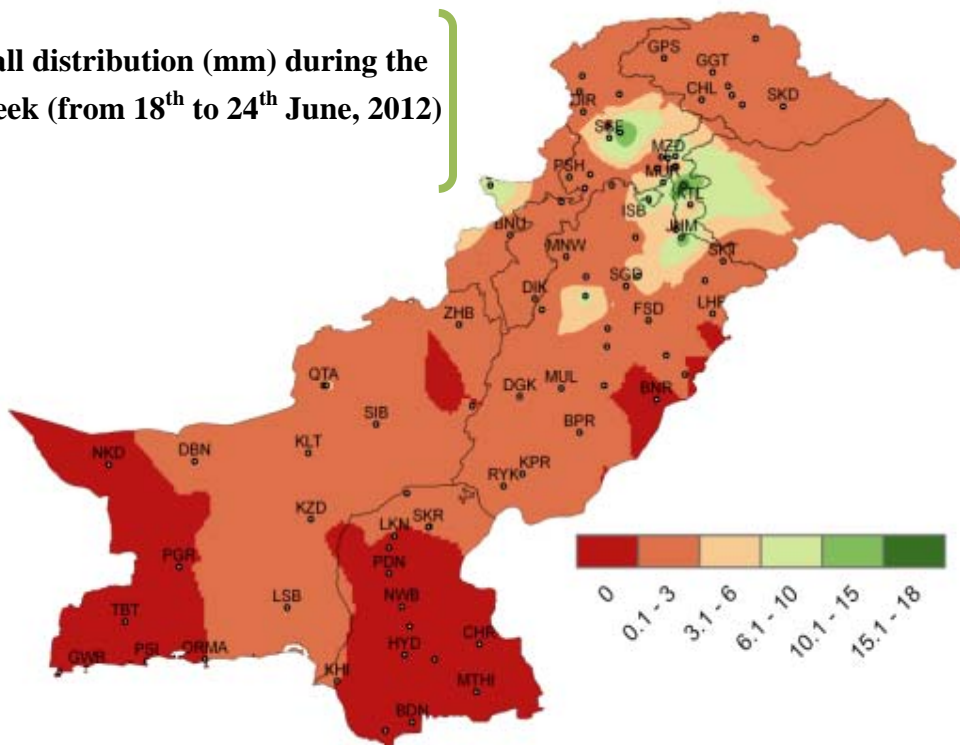 all distribution (mm) during the
eek (from 18th to 24th June, 2012)
GPS
GGT
CHL
SKD
DIR
MZD
PSH
MUR
KTL
ISB
BNU
JHM
MNW
SKT
SGD
DIK
LHR
ZHB
FSD
QTA
DGK
MUL
BNR
SIB
BPR
NKD
DBN
KLT
RYK
KPR
KZD
LKN
SKR
PGR
PDN
LSB
NWB
TBT
CHR
HYD
GWR
PSI
ORMA
KHI
MTHI
BDN
0
0.1 - 3
3.1 - 6
6.1 - 10
10.1 - 15
15.1 - 18